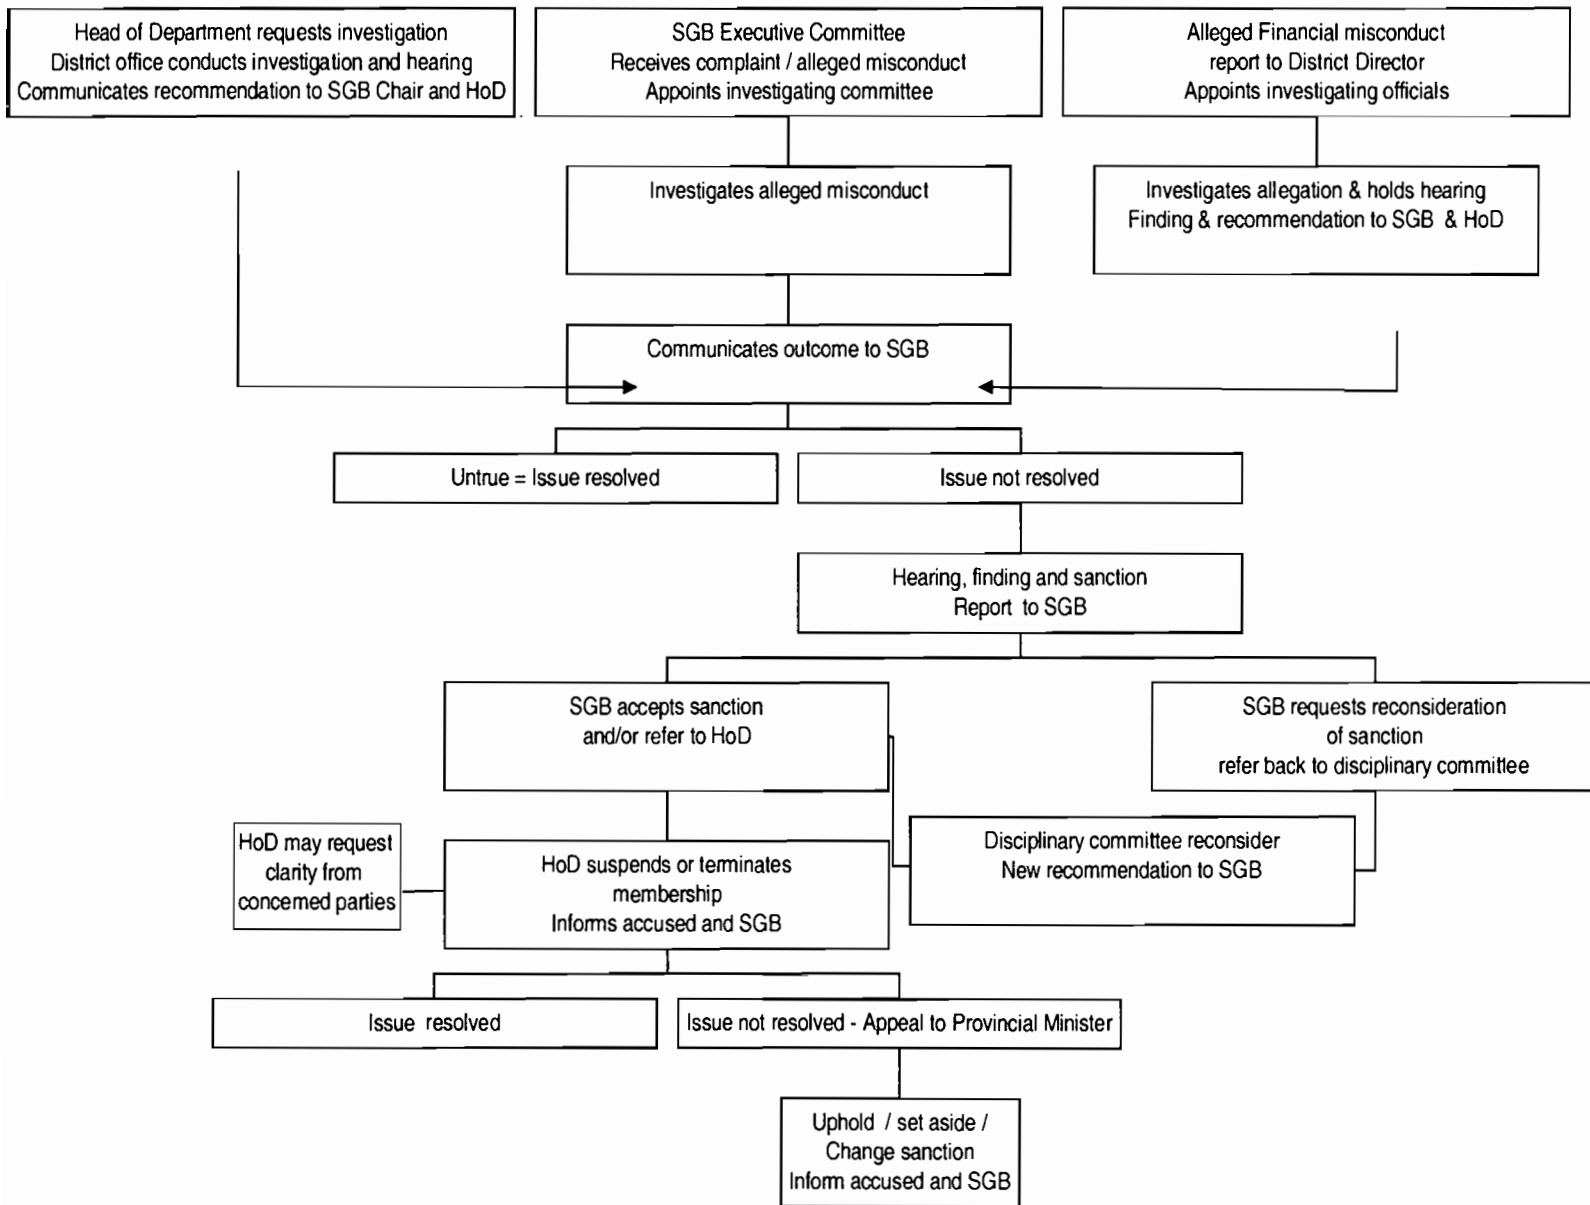 Head of Department requests investigation
District office conducts investigation and hearing
Communicates recommendation to SGB Chair and HoD
SGB Executive Committee
Receives complaint / alleged misconduct
Appoints investigating committee
Alleged Financial misconduct
report to District Director
Appoints investigating officials
Investigates alleged misconduct
Investigates allegation & holds hearing
Finding & recommendation to SGB & HoD
Communicates outcome to SGB
Untrue = Issue resolved
Issue not resolved
Hearing, finding and sanction
Report to SGB
SGB accepts sanction
and/or refer to HoD
SGB requests reconsideration
of sanction
refer back to disciplinary committee
HoD may request
clarity from
concerned parties
HoD suspends or terminates
membership
Informs accused and SGB
Disciplinary committee reconsider
New recommendation to SGB
Issue resolved
Issue not resolved - Appeal to Provincial Minister
Uphold / set aside /
Change sanction
Inform accused and SGB